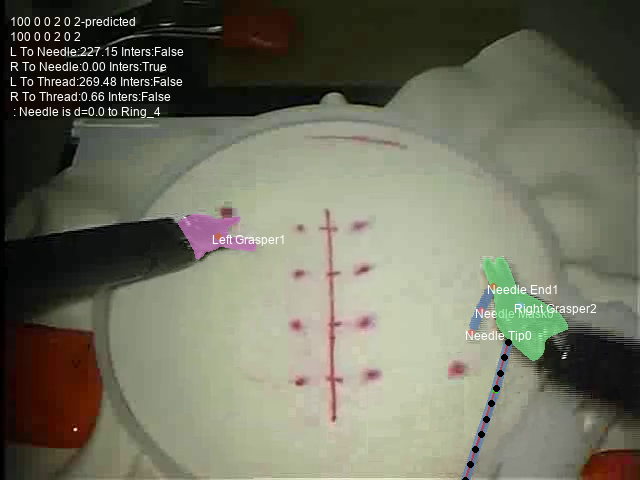 100 0 0 2 0 2-predicted
100 0 0 2 0 2
L To Needle:227.15 Inters:False
R To Needle:0.00 Inters:True
L To Thread:269.48 Inters:False
R To Thread:0.66 Inters:False
: Needle is d=0.0 to Ring_4
Left Grasper1
Needle End1
Right Grasper2
Needle Mask0
Needle Tip0